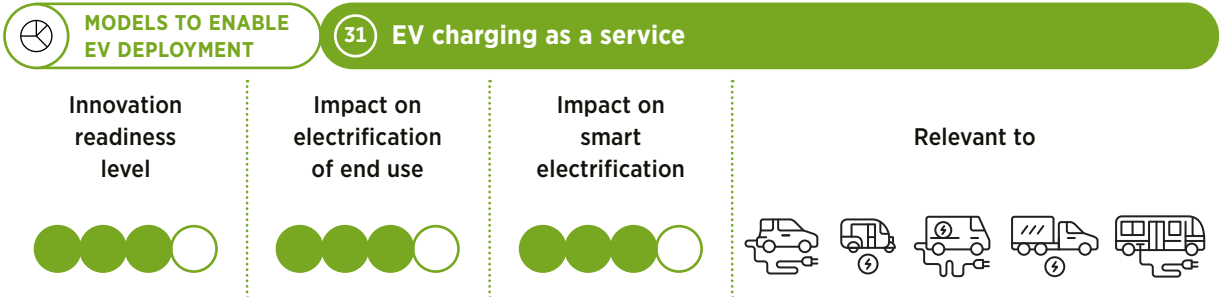 MODELS TO ENABLE
EV DEPLOYMENT
31 EV charging as a service
Innovation
readiness
level
Impact on
electrification
of end use
Impact on
smart
electrification
Relevant to